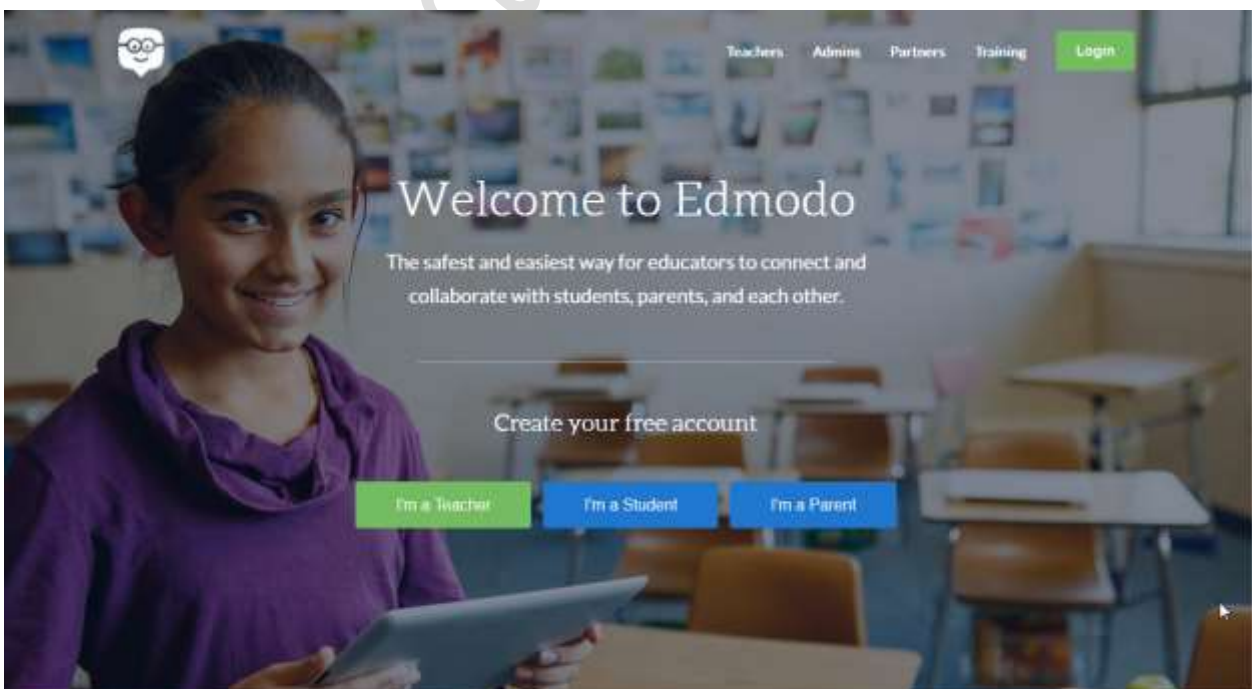 Teachers Admins Partners Training Login
Welcome to Edmodo
The safest and easiest way for educators to connect and
collaborate with students, parents, and each other.
Create your free account
I'm a Teacher I'm a Student I'm a Parent